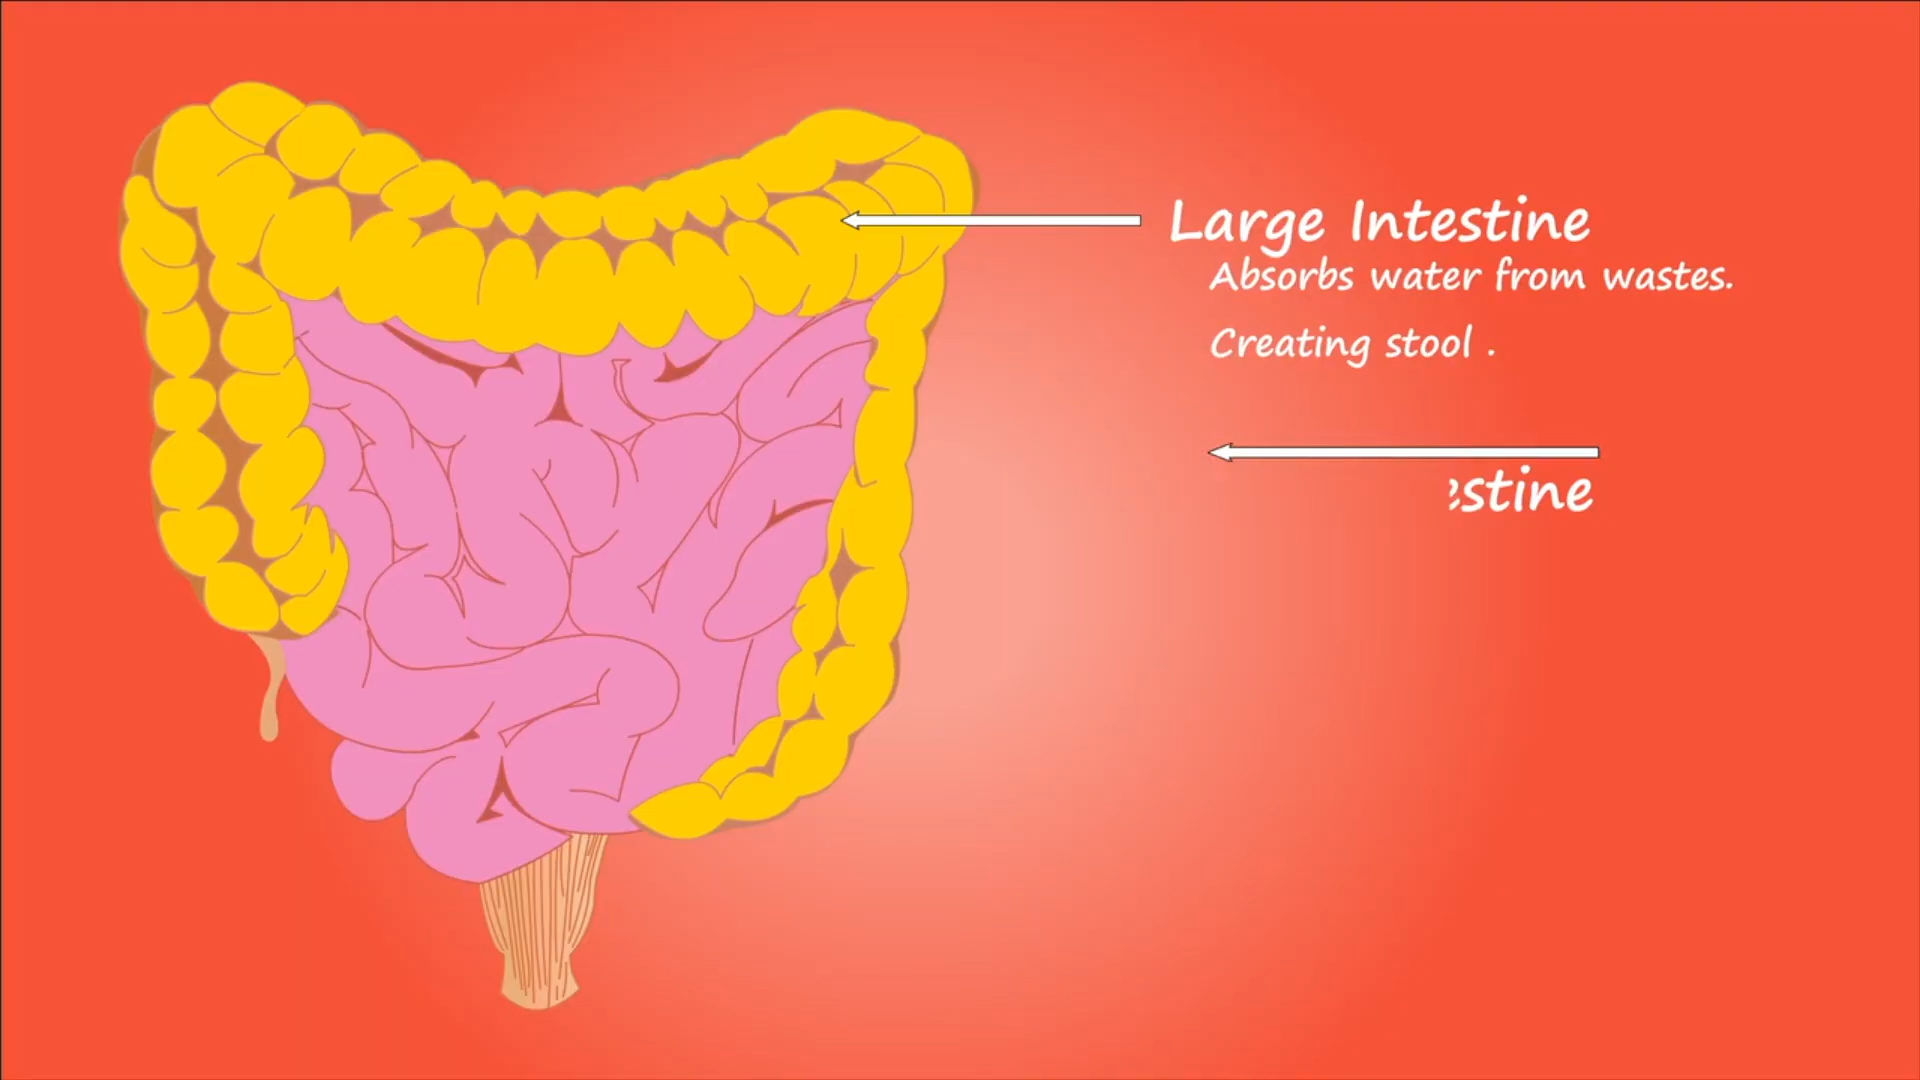 Large Intestine
Absorbs water from wastes.
Creating stool .
stine